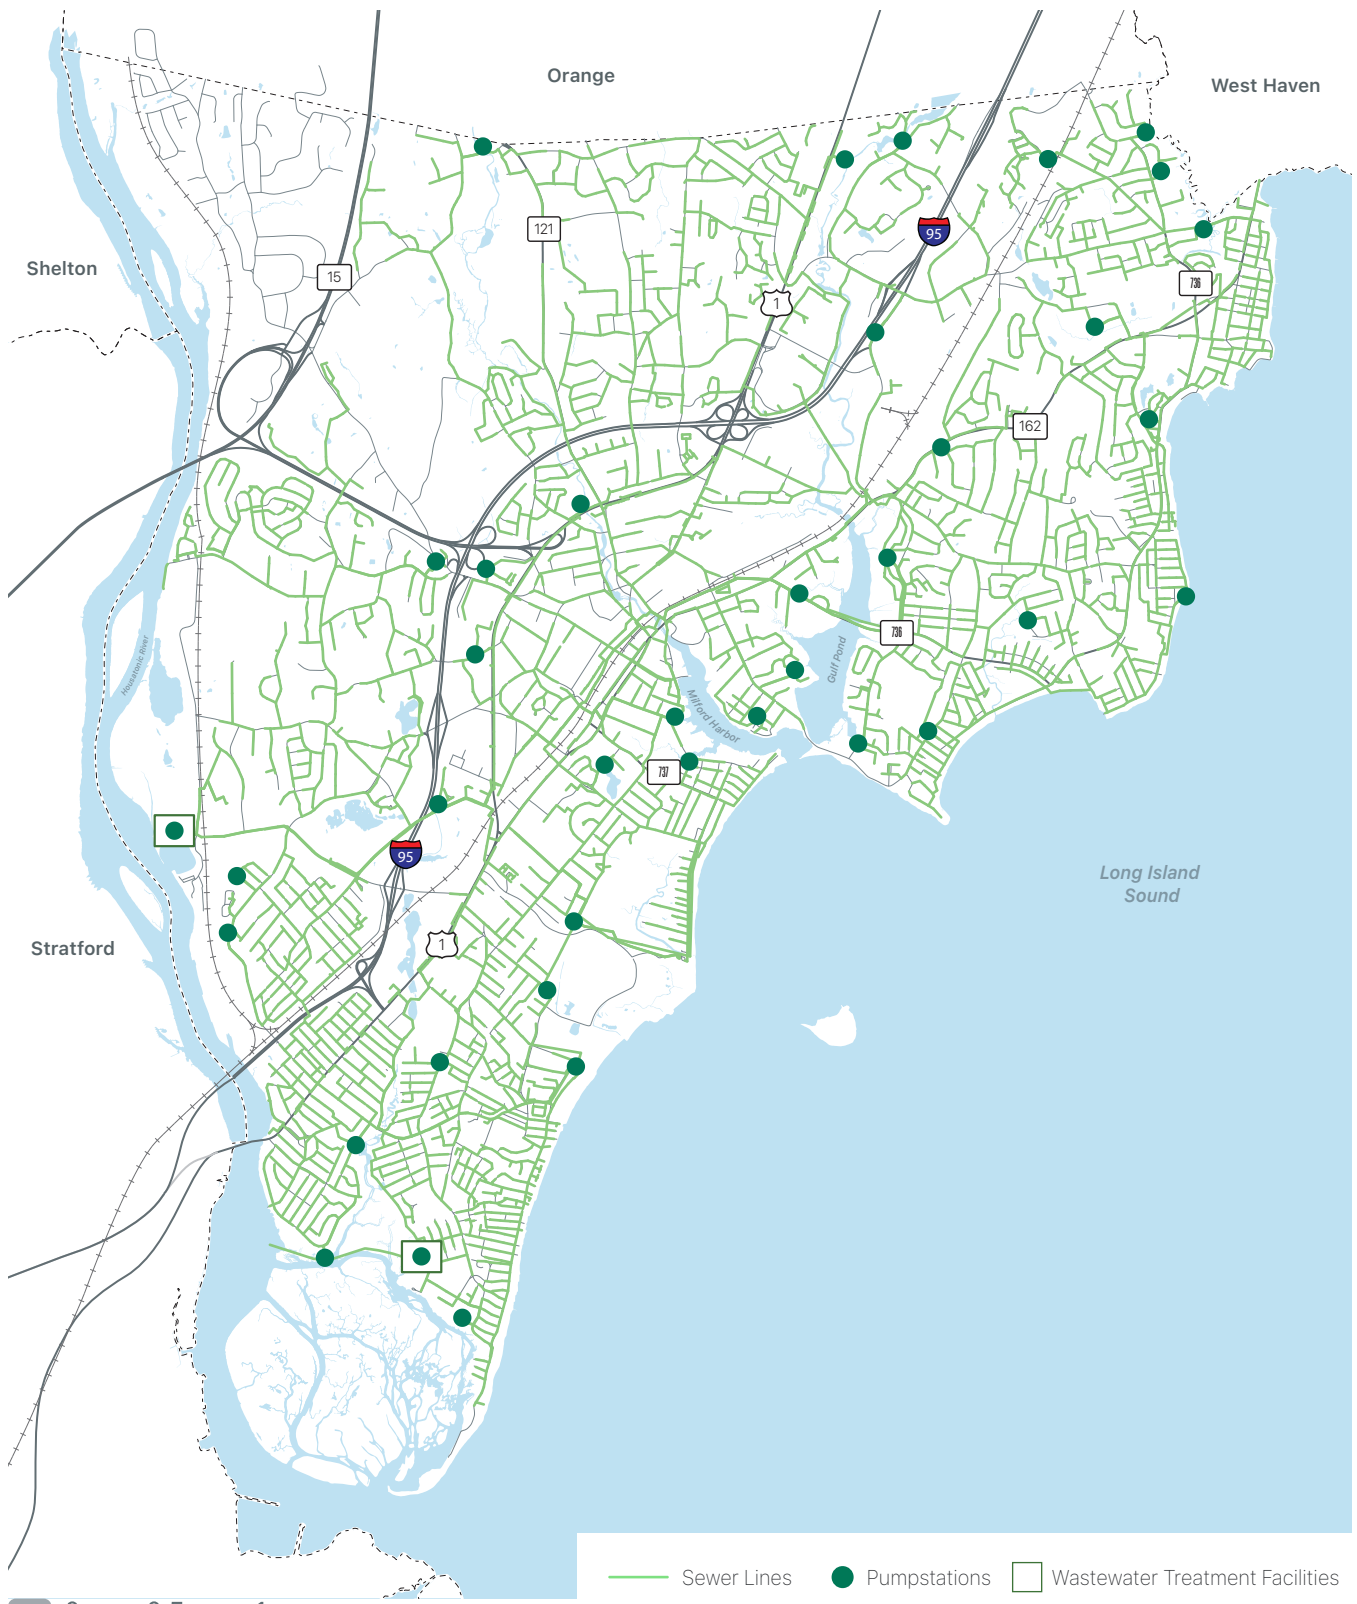 Orange
West Haven
121
95
Shelton
15
1
736
162
Housatonic River
736
Gulf Pond
Milford Harbor
737
95
Long Island
Sound
Stratford
1
Sewer Lines
Pumpstations
Wastewater Treatment Facilities